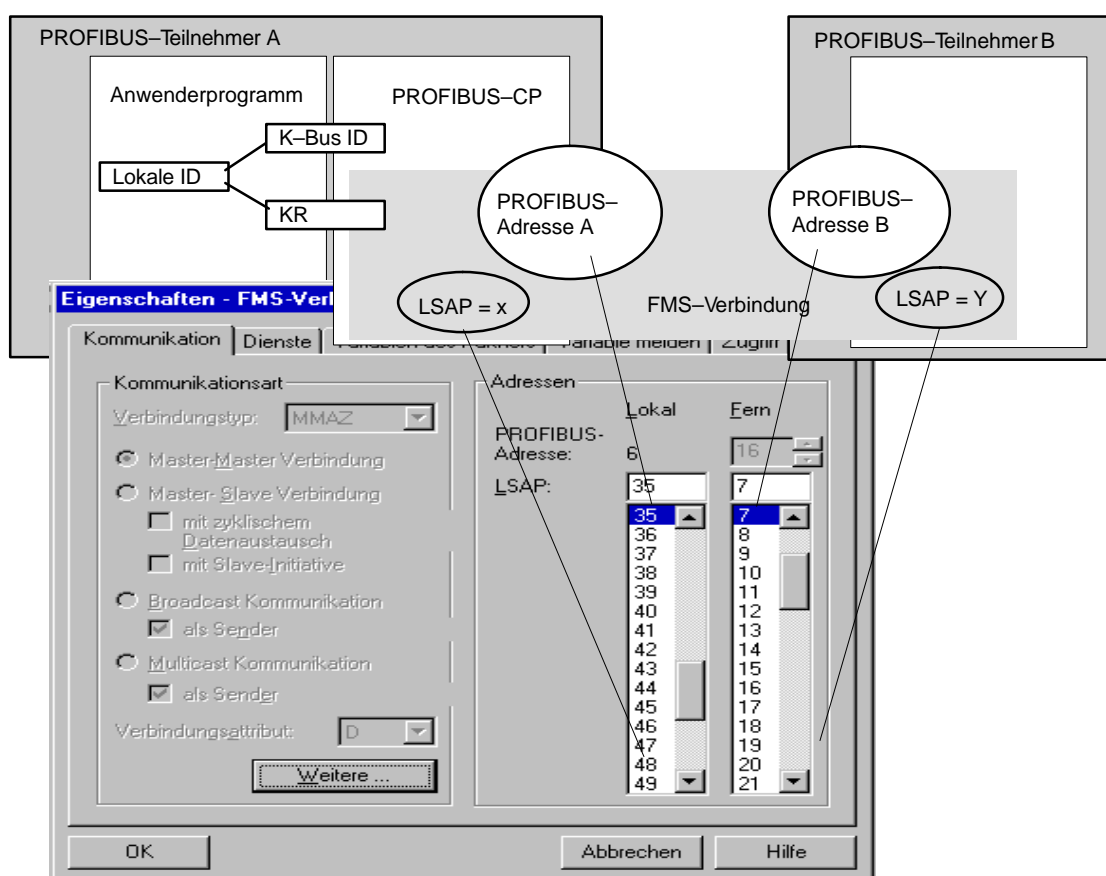 PROFIBUS–Teilnehmer A
PROFIBUS–Teilnehmer B
Anwenderprogramm
PROFIBUS–CP
K–Bus ID
Lokale ID
KR
PROFIBUS–
Adresse A
PROFIBUS–
Adresse B
LSAP = x
FMS–Verbindung
LSAP = Y
Eigenschaften - FMS-Ver
Kommunikation
Dienste
Kommunikationsart
Verbindungstyp:
MMAZ
Master-Master Verbindung
Master- Slave Verbindung
mit zyklischem
Datenaustausch
mit Slave-Initiative
Broadcast Kommunikation
als Sender
Multicast Kommunikation
als Sender
Verbindungsattribut:
D
Weitere ...
Adressen
Lokal
Fern
PROFIBUS-
Adresse:
6
16
LSAP:
35
7
35
36
37
38
39
40
41
42
43
44
45
46
47
48
49
7
8
9
10
11
12
13
14
15
16
17
18
19
20
21
OK
Abbrechen
Hilfe